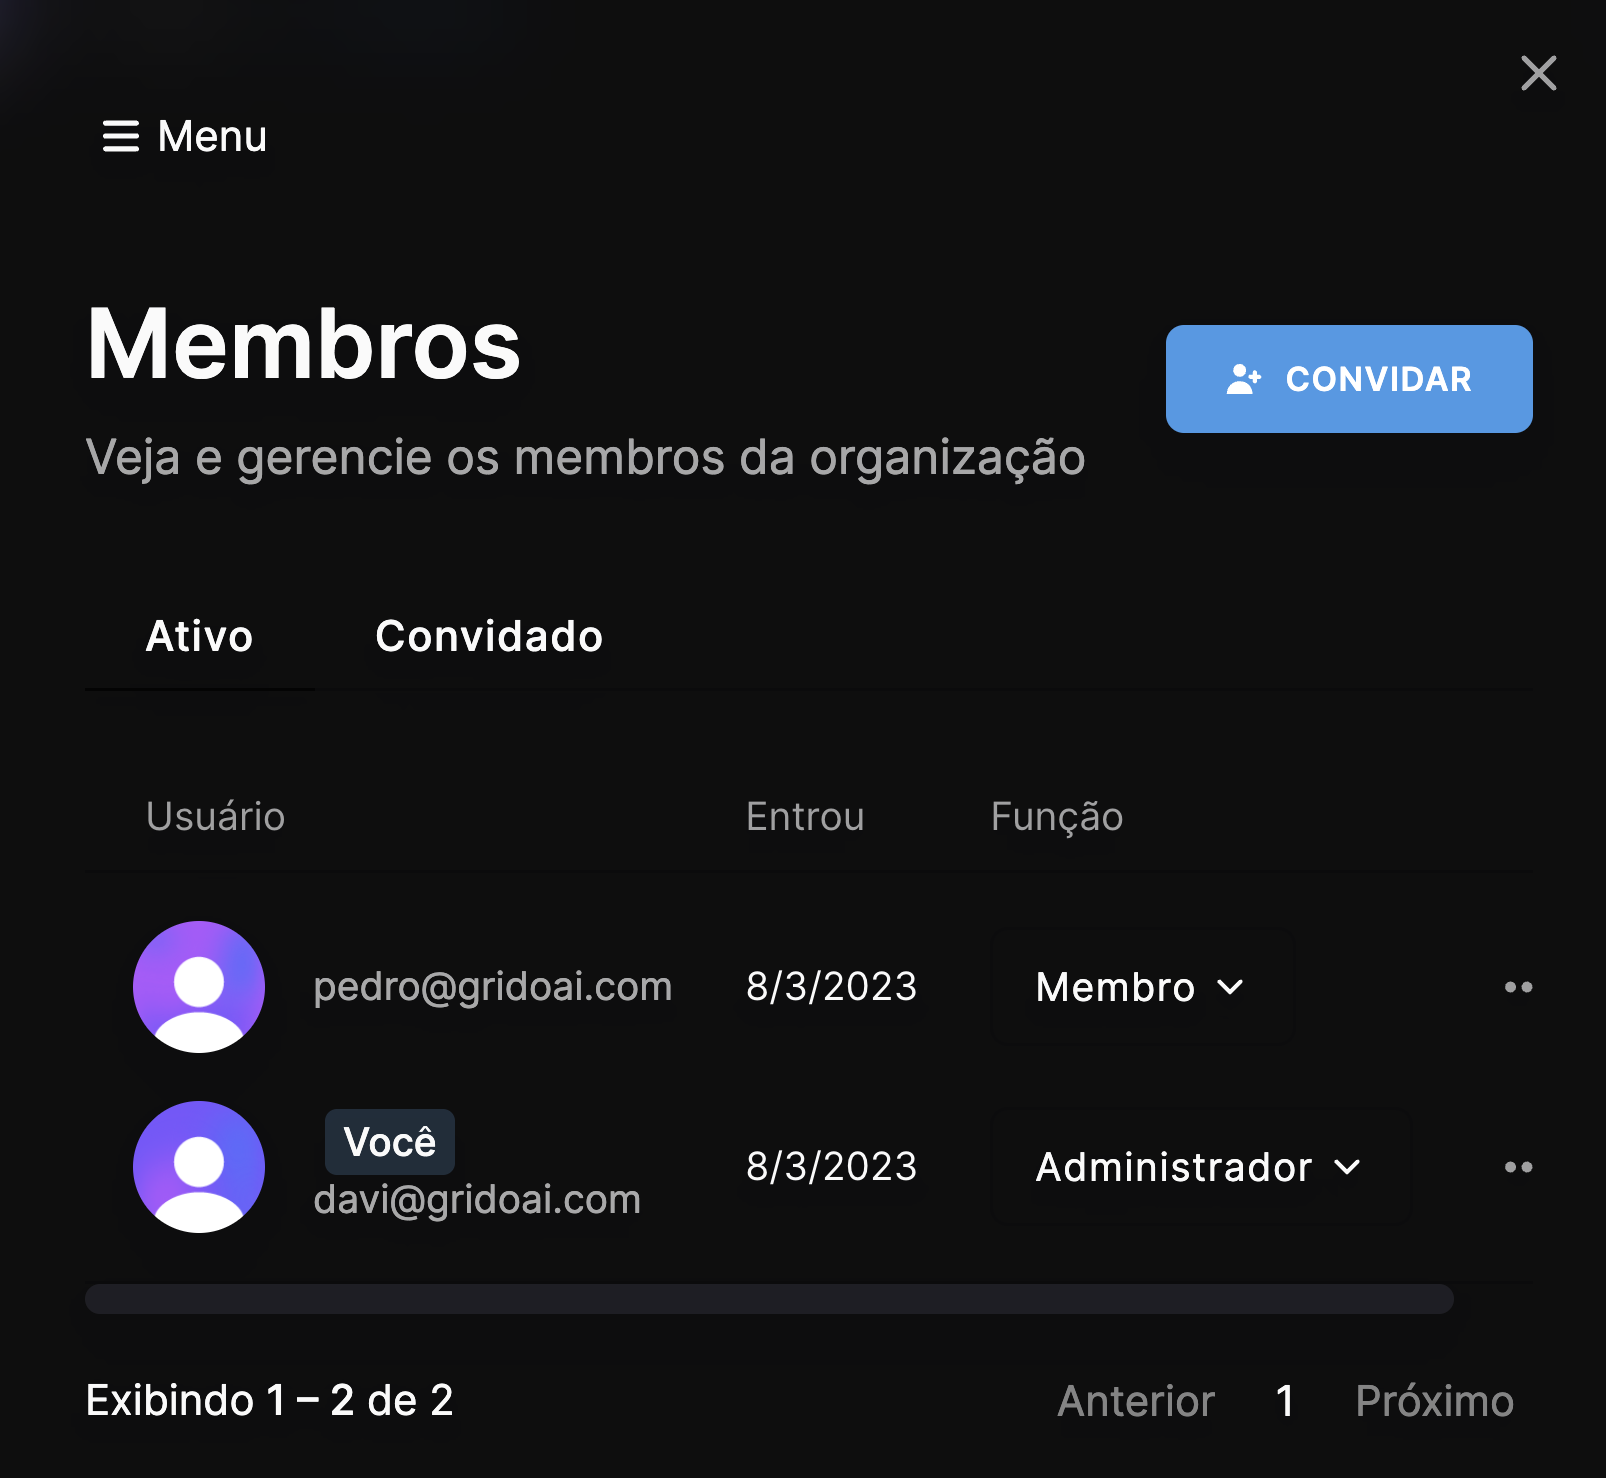 Menu
Membros
CONVIDAR
Veja e gerencie os membros da organização
Ativo Convidado
Usuário Entrou Função
pedro@gridoai.com 8/3/2023 Membro
Você
davi@gridoai.com 8/3/2023 Administrador
Exibindo 1 – 2 de 2 Anterior 1 Próximo